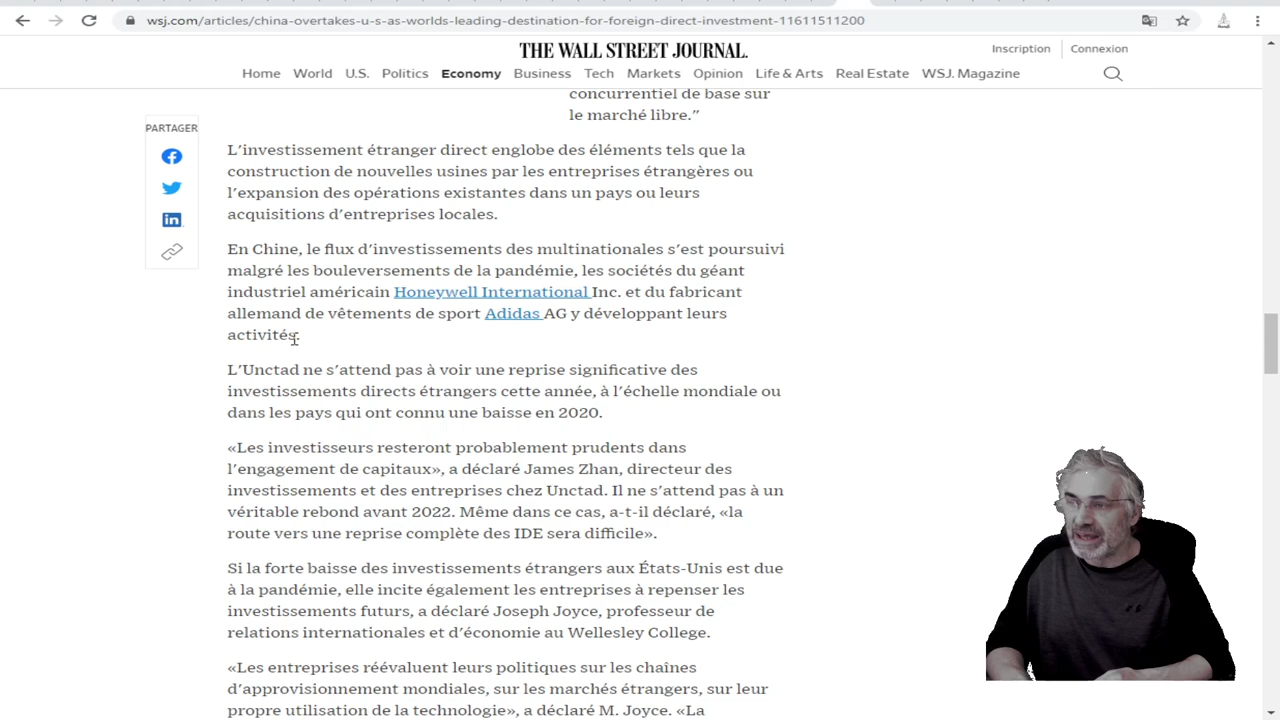 wsj.com/articles/china-overtakes-u-s-as-worlds-leading-destination-for-foreign-direct-investment-11611511200
THE WALL STREET JOURNAL.
Inscription Connexion
Home World U.S. Politics Economy Business Tech Markets Opinion Life & Arts Real Estate WSJ. Magazine
concurrentiel de base sur
le marché libre.”
PARTAGER
L'investissement étranger direct englobe des éléments tels que la
construction de nouvelles usines par les entreprises étrangères ou
l'expansion des opérations existantes dans un pays ou leurs
acquisitions d'entreprises locales.
En Chine, le flux d'investissements des multinationales s'est poursuivi
malgré les bouleversements de la pandémie, les sociétés du géant
industriel américain Honeywell International Inc. et du fabricant
allemand de vêtements de sport Adidas AG y développant leurs
activités.
L'Unctad ne s'attend pas à voir une reprise significative des
investissements directs étrangers cette année, à l'échelle mondiale ou
dans les pays qui ont connu une baisse en 2020.
«Les investisseurs resteront probablement prudents dans
l'engagement de capitaux», a déclaré James Zhan, directeur des
investissements et des entreprises chez Unctad. Il ne s'attend pas à un
véritable rebond avant 2022. Même dans ce cas, a-t-il déclaré, «la
route vers une reprise complète des IDE sera difficile».
Si la forte baisse des investissements étrangers aux États-Unis est due
à la pandémie, elle incite également les entreprises à repenser les
investissements futurs, a déclaré Joseph Joyce, professeur de
relations internationales et d'économie au Wellesley College.
«Les entreprises réévaluent leurs politiques sur les chaînes
d'approvisionnement mondiales, sur les marchés étrangers, sur leur
propre utilisation de la technologie», a déclaré M. Joyce. «La